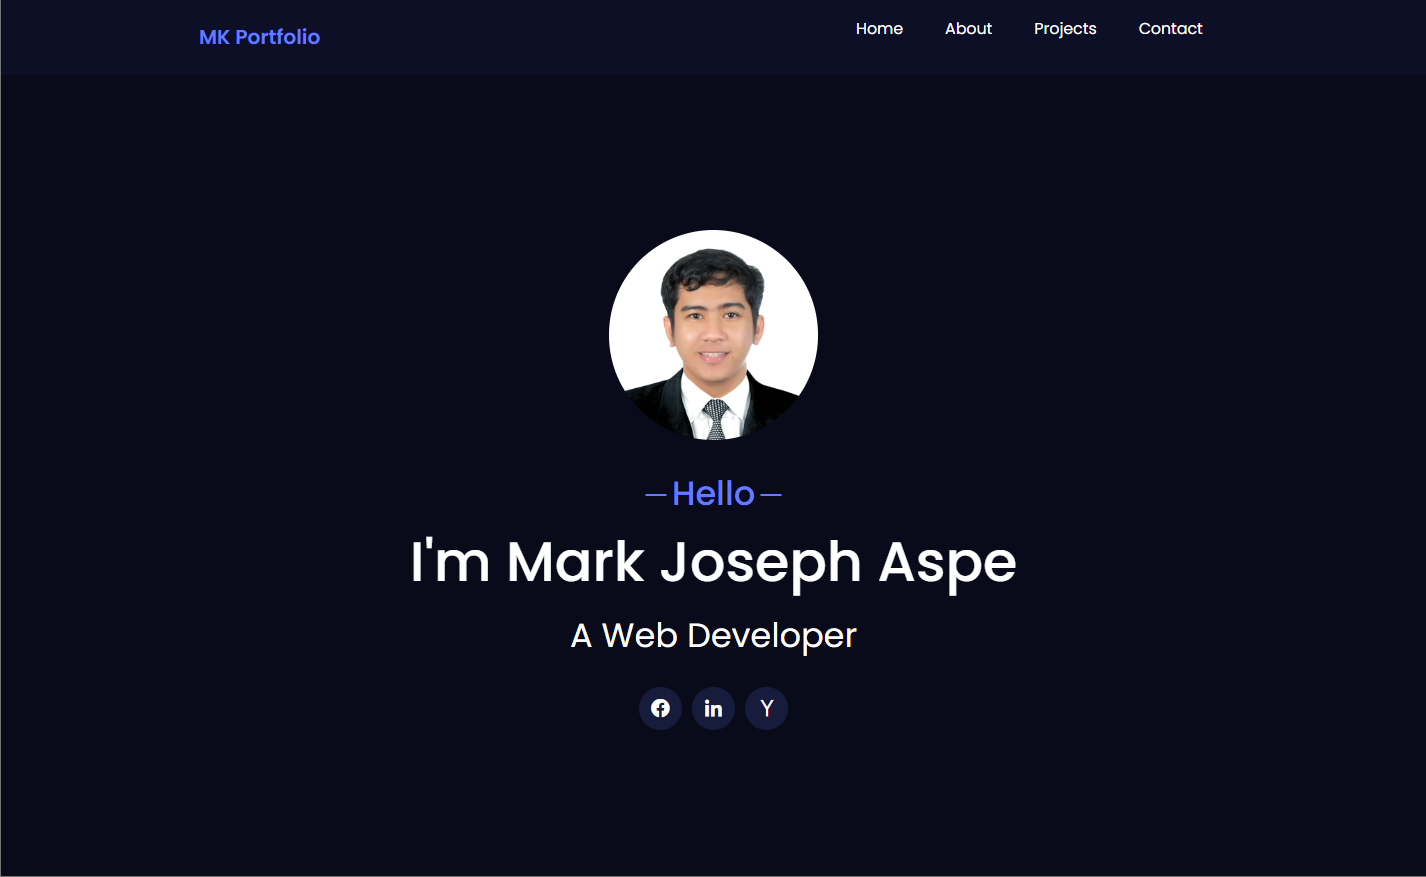 MK Portfolio
Home About Projects Contact
Hello
I'm Mark Joseph Aspe
A Web Developer
f in Y